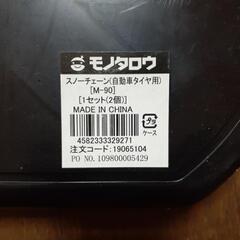 モノタロウ
スノーチェーン(自動車タイヤ用)
[M-90]
[1セット(2個)]
MADE IN CHINA
4582333329271
ケース
注文コード:19065104
PO NO.109800005429